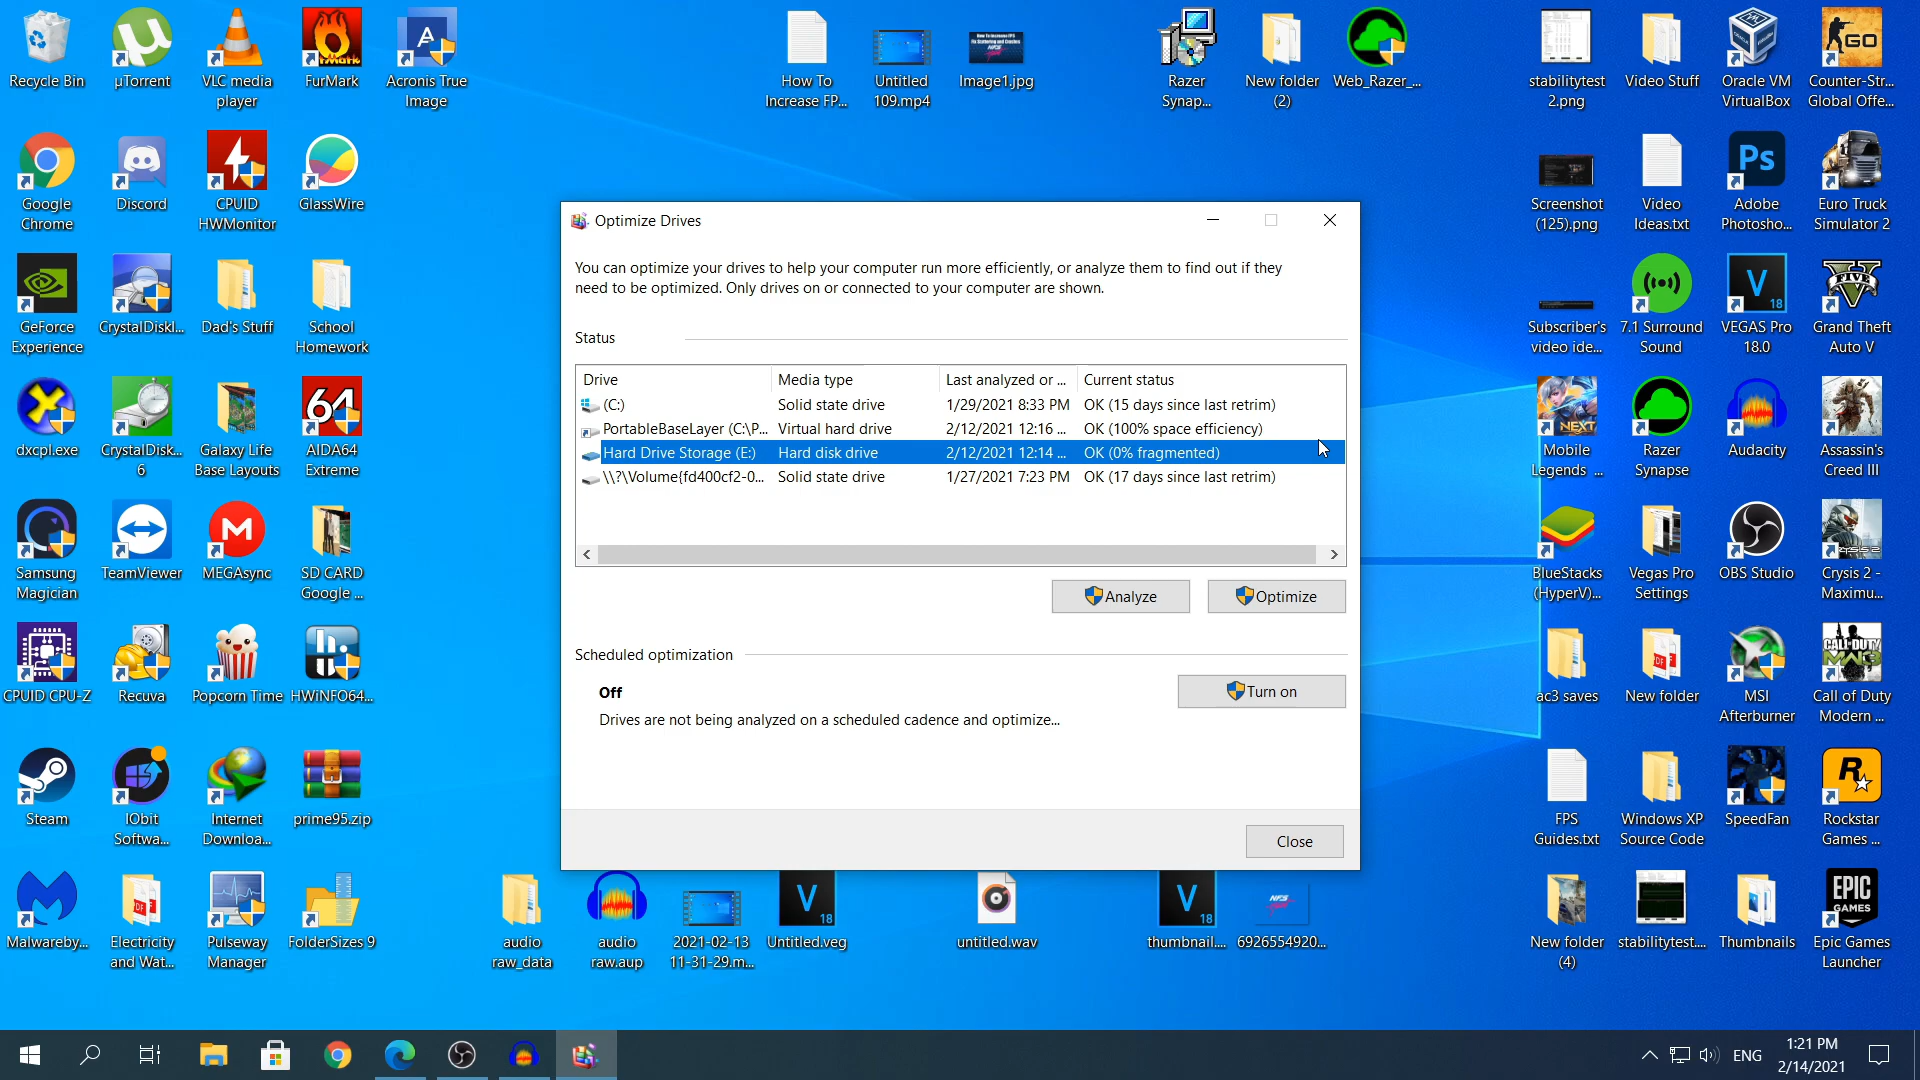 Recycle Bin
µTorrent
VLC media
player
FurMark
Acronis True
Image
How To
Increase FP...
Untitled
109.mp4
Image1.jpg
Razer
Synap...
New folder
(2)
Web_Razer_...
stabilitytest
2.png
Video Stuff
Oracle VM
VirtualBox
Counter-Str...
Global Offe...
Google
Chrome
Discord
CPUID
HWMonitor
GlassWire
Screenshot
(125).png
Video
Ideas.txt
Adobe
Photosho...
Euro Truck
Simulator 2
GeForce
Experience
CrystalDiskI...
Dad's Stuff
School
Homework
Subscriber's
video ide...
7.1 Surround
Sound
VEGAS Pro
18.0
Grand Theft
Auto V
dxcpl.exe
CrystalDisk...
6
Galaxy Life
Base Layouts
AIDA64
Extreme
Mobile
Legends ...
Razer
Synapse
Audacity
Assassin's
Creed III
Samsung
Magician
TeamViewer
MEGAsync
SD CARD
Google ...
BlueStacks
(HyperV)...
Vegas Pro
Settings
OBS Studio
Crysis 2 -
Maximu...
CPUID CPU-Z
Recuva
Popcorn Time
HWiNFO64...
ac3 saves
New folder
MSI
Afterburner
Call of Duty
Modern ...
Steam
IObit
Softwa...
Internet
Downloa...
prime95.zip
FPS
Guides.txt
Windows XP
Source Code
SpeedFan
Rockstar
Games ...
Malwareby...
Electricity
and Wat...
Pulseway
Manager
FolderSizes 9
audio
raw_data
audio
raw.aup
2021-02-13
11-31-29.m...
Untitled.veg
untitled.wav
thumbnail....
6926554920...
New folder
(4)
stabilitytest....
Thumbnails
Epic Games
Launcher
Optimize Drives
You can optimize your drives to help your computer run more efficiently, or analyze them to find out if they
need to be optimized. Only drives on or connected to your computer are shown.
Status
Drive Media type Last analyzed or ... Current status
(C:) Solid state drive 1/29/2021 8:33 PM OK (15 days since last retrim)
PortableBaseLayer (C:\P... Virtual hard drive 2/12/2021 12:16 ... OK (100% space efficiency)
Hard Drive Storage (E:) Hard disk drive 2/12/2021 12:14 ... OK (0% fragmented)
\\?\Volume{fd400cf2-0... Solid state drive 1/27/2021 7:23 PM OK (17 days since last retrim)
Analyze Optimize
Scheduled optimization
Off
Turn on
Drives are not being analyzed on a scheduled cadence and optimize...
Close
ENG
1:21 PM
2/14/2021